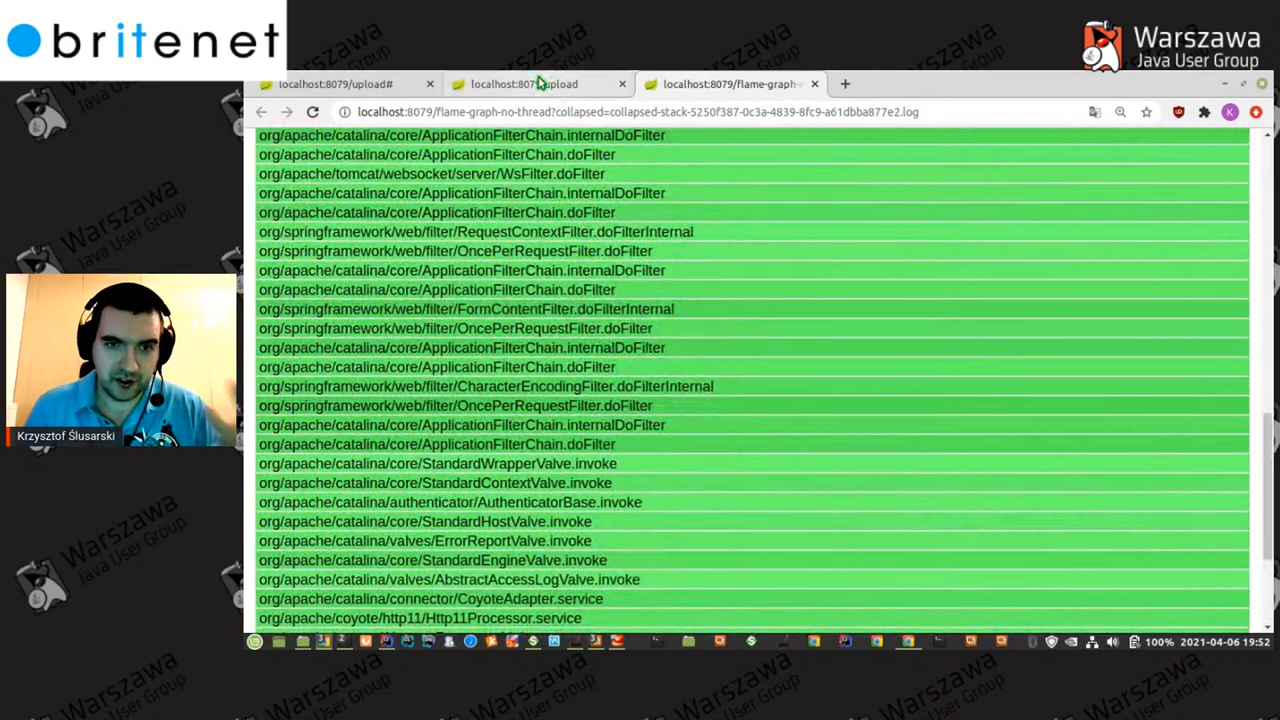 britenet
Warszawa
Java User Group
localhost:8079/upload#
localhost:8079/upload
localhost:8079/flame-graph-n
localhost:8079/flame-graph-no-thread?collapsed=collapsed-stack-5250f387-0c3a-4839-8fc9-a61dbba877e2.log
K
org/apache/catalina/core/ApplicationFilterChain.internalDoFilter
org/apache/catalina/core/ApplicationFilterChain.doFilter
org/apache/tomcat/websocket/server/WsFilter.doFilter
org/apache/catalina/core/ApplicationFilterChain.internalDoFilter
org/apache/catalina/core/ApplicationFilterChain.doFilter
org/springframework/web/filter/RequestContextFilter.doFilterInternal
org/springframework/web/filter/OncePerRequestFilter.doFilter
org/apache/catalina/core/ApplicationFilterChain.internalDoFilter
org/apache/catalina/core/ApplicationFilterChain.doFilter
org/springframework/web/filter/FormContentFilter.doFilterInternal
org/springframework/web/filter/OncePerRequestFilter.doFilter
org/apache/catalina/core/ApplicationFilterChain.internalDoFilter
org/apache/catalina/core/ApplicationFilterChain.doFilter
org/springframework/web/filter/CharacterEncodingFilter.doFilterInternal
org/springframework/web/filter/OncePerRequestFilter.doFilter
org/apache/catalina/core/ApplicationFilterChain.internalDoFilter
org/apache/catalina/core/ApplicationFilterChain.doFilter
org/apache/catalina/core/StandardWrapperValve.invoke
org/apache/catalina/core/StandardContextValve.invoke
org/apache/catalina/authenticator/AuthenticatorBase.invoke
org/apache/catalina/core/StandardHostValve.invoke
org/apache/catalina/valves/ErrorReportValve.invoke
org/apache/catalina/core/StandardEngineValve.invoke
org/apache/catalina/valves/AbstractAccessLogValve.invoke
org/apache/catalina/connector/CoyoteAdapter.service
org/apache/coyote/http11/Http11Processor.service
Krzysztof Ślusarski
100% 2021-04-06 19:52